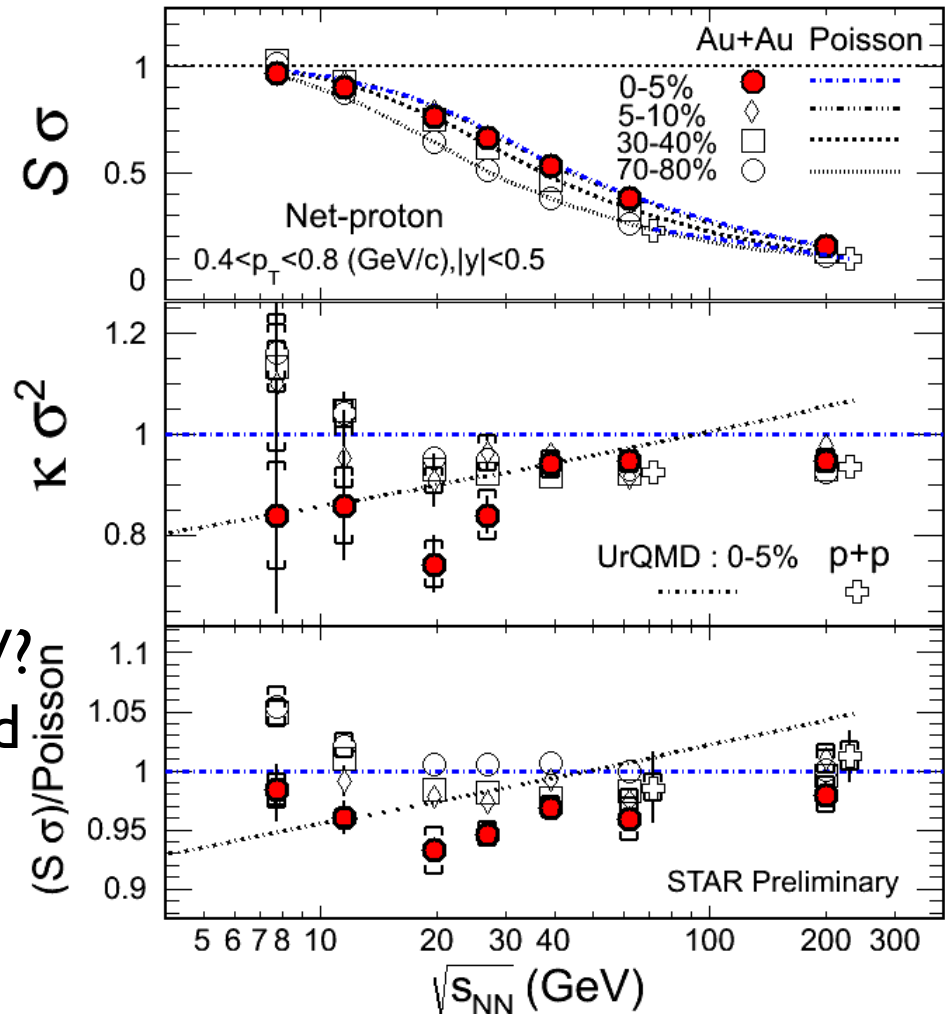 Au+Au Poisson
0-5%
5-10%
30-40%
70-80%
Net-proton
0.4<p_T<0.8 (GeV/c),|y|<0.5
S σ
1
0.5
0
κ σ²
1.2
1
0.8
UrQMD : 0-5% p+p
?
d
(S σ)/Poisson
1.1
1.05
1
0.95
0.9
STAR Preliminary
5 6 7 8 10 20 30 40 100 200 300
√s_NN (GeV)